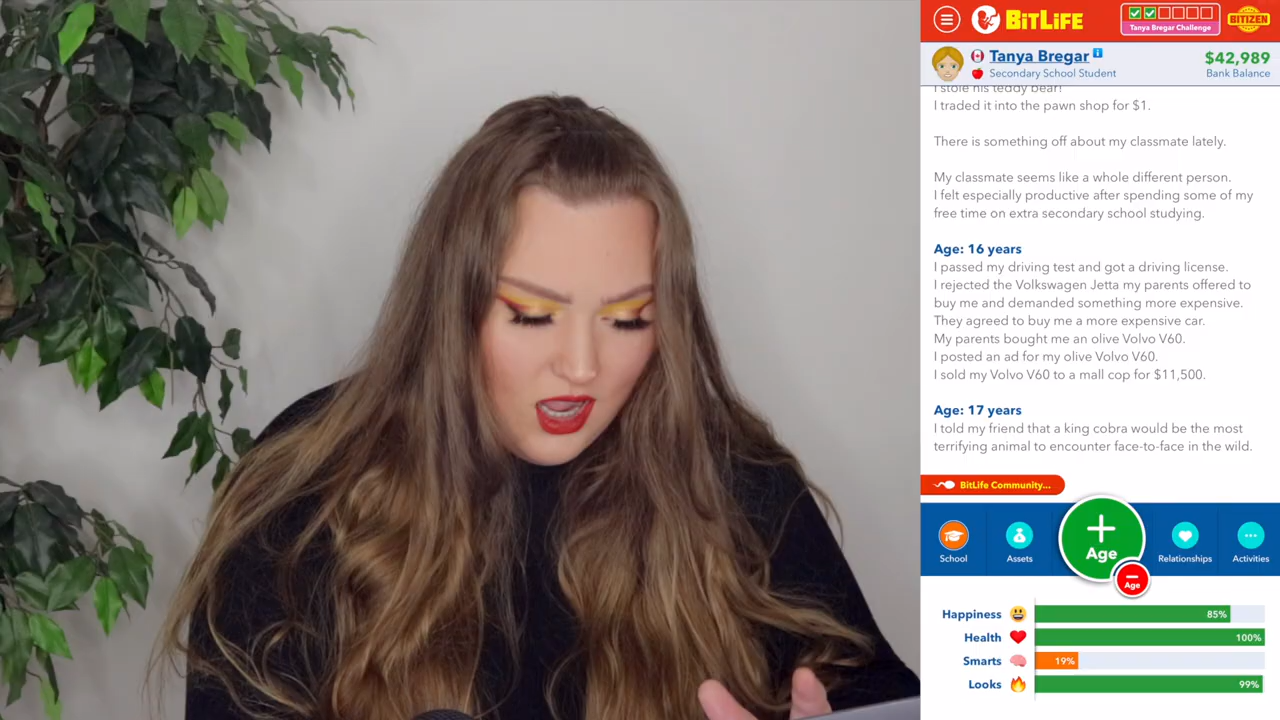 BitLife
Tanya Bregar Challenge
BITIZEN
Tanya Bregar
Secondary School Student
$42,989
Bank Balance
I stole his teddy bear!
I traded it into the pawn shop for $1.
There is something off about my classmate lately.
My classmate seems like a whole different person.
I felt especially productive after spending some of my
free time on extra secondary school studying.
Age: 16 years
I passed my driving test and got a driving license.
I rejected the Volkswagen Jetta my parents offered to
buy me and demanded something more expensive.
They agreed to buy me a more expensive car.
My parents bought me an olive Volvo V60.
I posted an ad for my olive Volvo V60.
I sold my Volvo V60 to a mall cop for $11,500.
Age: 17 years
I told my friend that a king cobra would be the most
terrifying animal to encounter face-to-face in the wild.
BitLife Community...
School
Assets
Age
Age
Relationships
Activities
Happiness 85%
Health 100%
Smarts 19%
Looks 99%